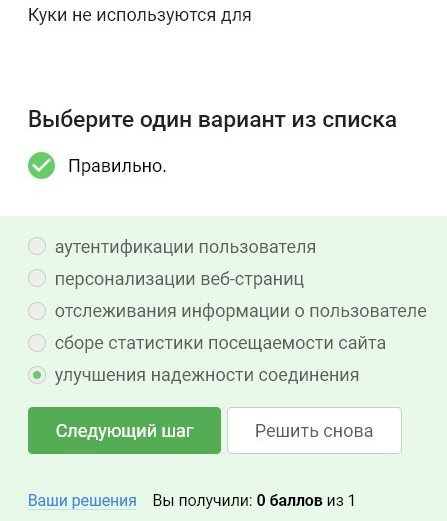 Куки не используются для
Выберите один вариант из списка
Правильно.
аутентификации пользователя
персонализации веб-страниц
отслеживания информации о пользователе
сборе статистики посещаемости сайта
улучшения надежности соединения
Следующий шаг Решить снова
Ваши решения Вы получили: 0 баллов из 1